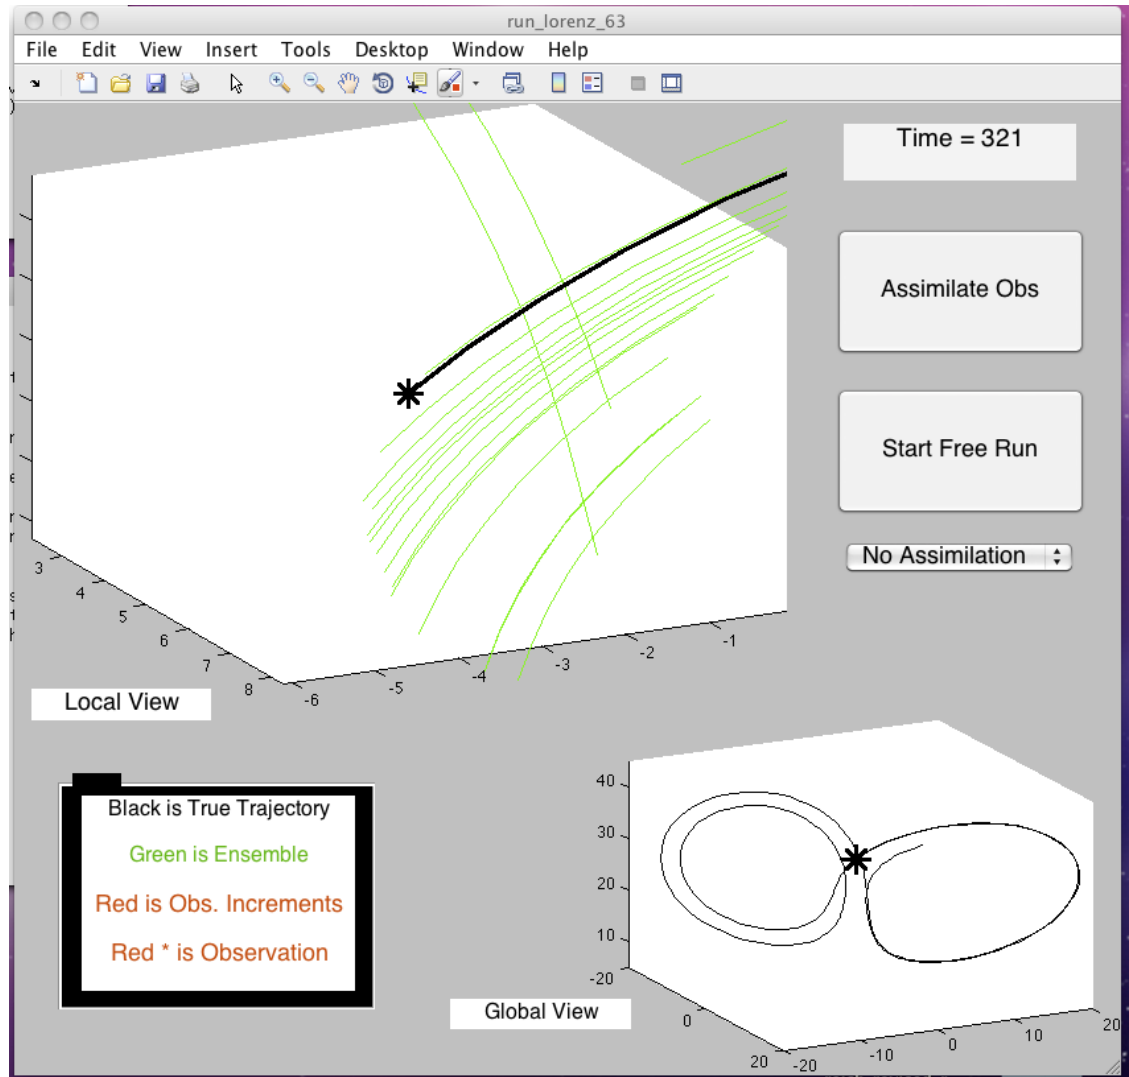 run_lorenz_63
File Edit View Insert Tools Desktop Window Help
Time = 321
Assimilate Obs
Start Free Run
No Assimilation
3
4
5
6
7
8
-6
-5
-4
-3
-2
-1
Local View
Black is True Trajectory
Green is Ensemble
Red is Obs. Increments
Red * is Observation
40
30
20
10
-20
0
20
-20
-10
0
10
20
Global View